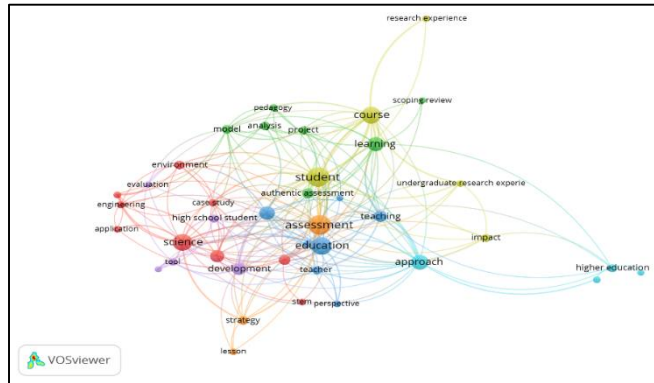 research experience
scoping review
course
pedagogy
model
analysis
project
learning
environment
evaluation
student
undergraduate research experie
authentic assessment
engineering
case study
high school student
teaching
application
assessment
science
education
impact
tool
development
teacher
approach
higher education
stem
perspective
strategy
lesson
VOSviewer